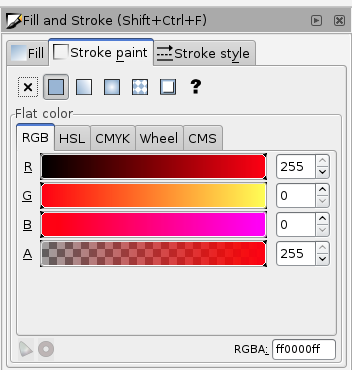 Fill and Stroke (Shift+Ctrl+F)
Fill Stroke paint Stroke style
?
Flat color
RGB HSL CMYK Wheel CMS
R 255
G 0
B 0
A 255
RGBA: ff0000ff